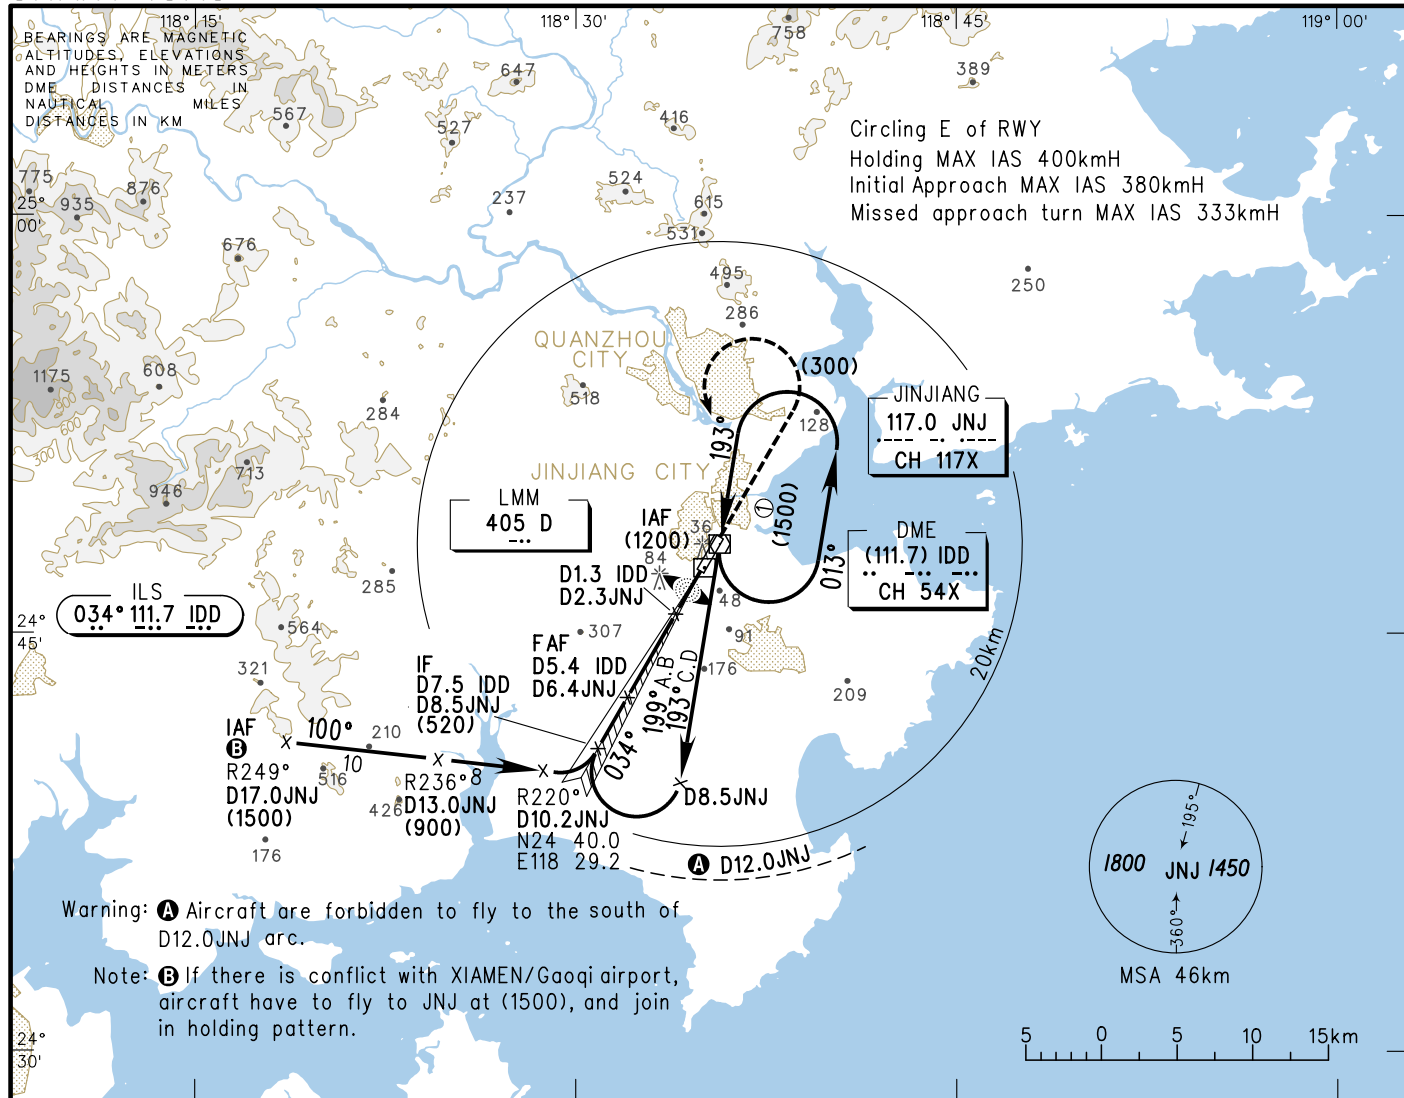 118° 15'
118° 30'
118° 45'
119° 00'
BEARINGS ARE MAGNETIC
ALTITUDES, ELEVATIONS
AND HEIGHTS IN METERS
DME DISTANCES IN
NAUTICAL MILES
DISTANCES IN KM
758
647
389
567
527
416
Circling E of RWY
Holding MAX IAS 400kmH
Initial Approach MAX IAS 380kmH
Missed approach turn MAX IAS 333kmH
775
876
935
524
237
615
25°
00'
531
676
495
250
286
QUANZHOU
CITY
(300)
1175
608
518
284
JINJIANG
117.0 JNJ
CH 117X
128
600
300
193°
713
JINJIANG CITY
946
LMM
405 D
IAF
(1200)
36
1
(1500)
DME
(111.7) IDD
CH 54X
84
013°
285
D1.3 IDD
D2.3JNJ
48
ILS
034° 111.7 IDD
24°
45'
564
307
91
20km
FAF
D5.4 IDD
D6.4JNJ
321
IF
D7.5 IDD
D8.5JNJ
(520)
176
209
199° A.B
193° C.D
034°
IAF
B
R249°
D17.0JNJ
(1500)
100°
10
210
516
8
R236°
D13.0JNJ
(900)
426
R220°
D10.2JNJ
N24 40.0
E118 29.2
D8.5JNJ
176
A D12.0JNJ
195°
1800 JNJ 1450
360°
MSA 46km
Warning: A Aircraft are forbidden to fly to the south of
D12.0JNJ arc.
Note: B If there is conflict with XIAMEN/Gaoqi airport,
aircraft have to fly to JNJ at (1500), and join
in holding pattern.
24°
30'
5 0 5 10 15km